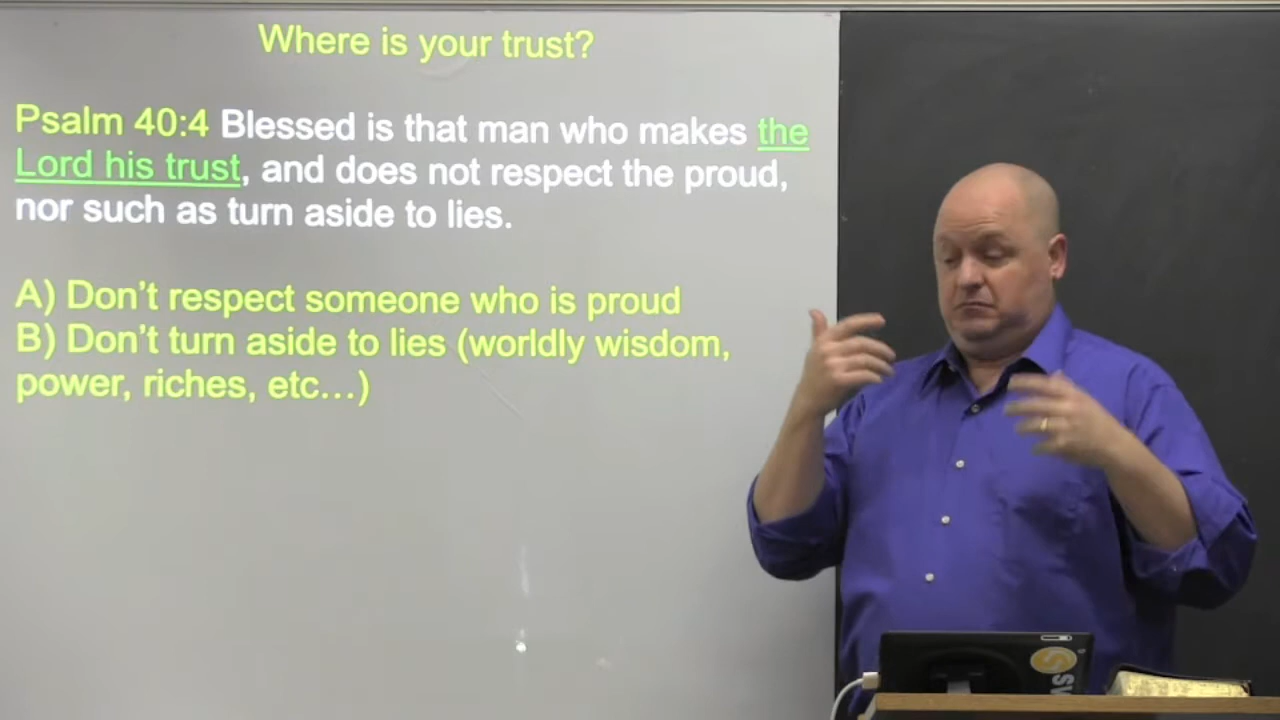 Where is your trust?
Psalm 40:4 Blessed is that man who makes the
Lord his trust, and does not respect the proud,
nor such as turn aside to lies.
A) Don't respect someone who is proud
B) Don't turn aside to lies (worldly wisdom,
power, riches, etc…)